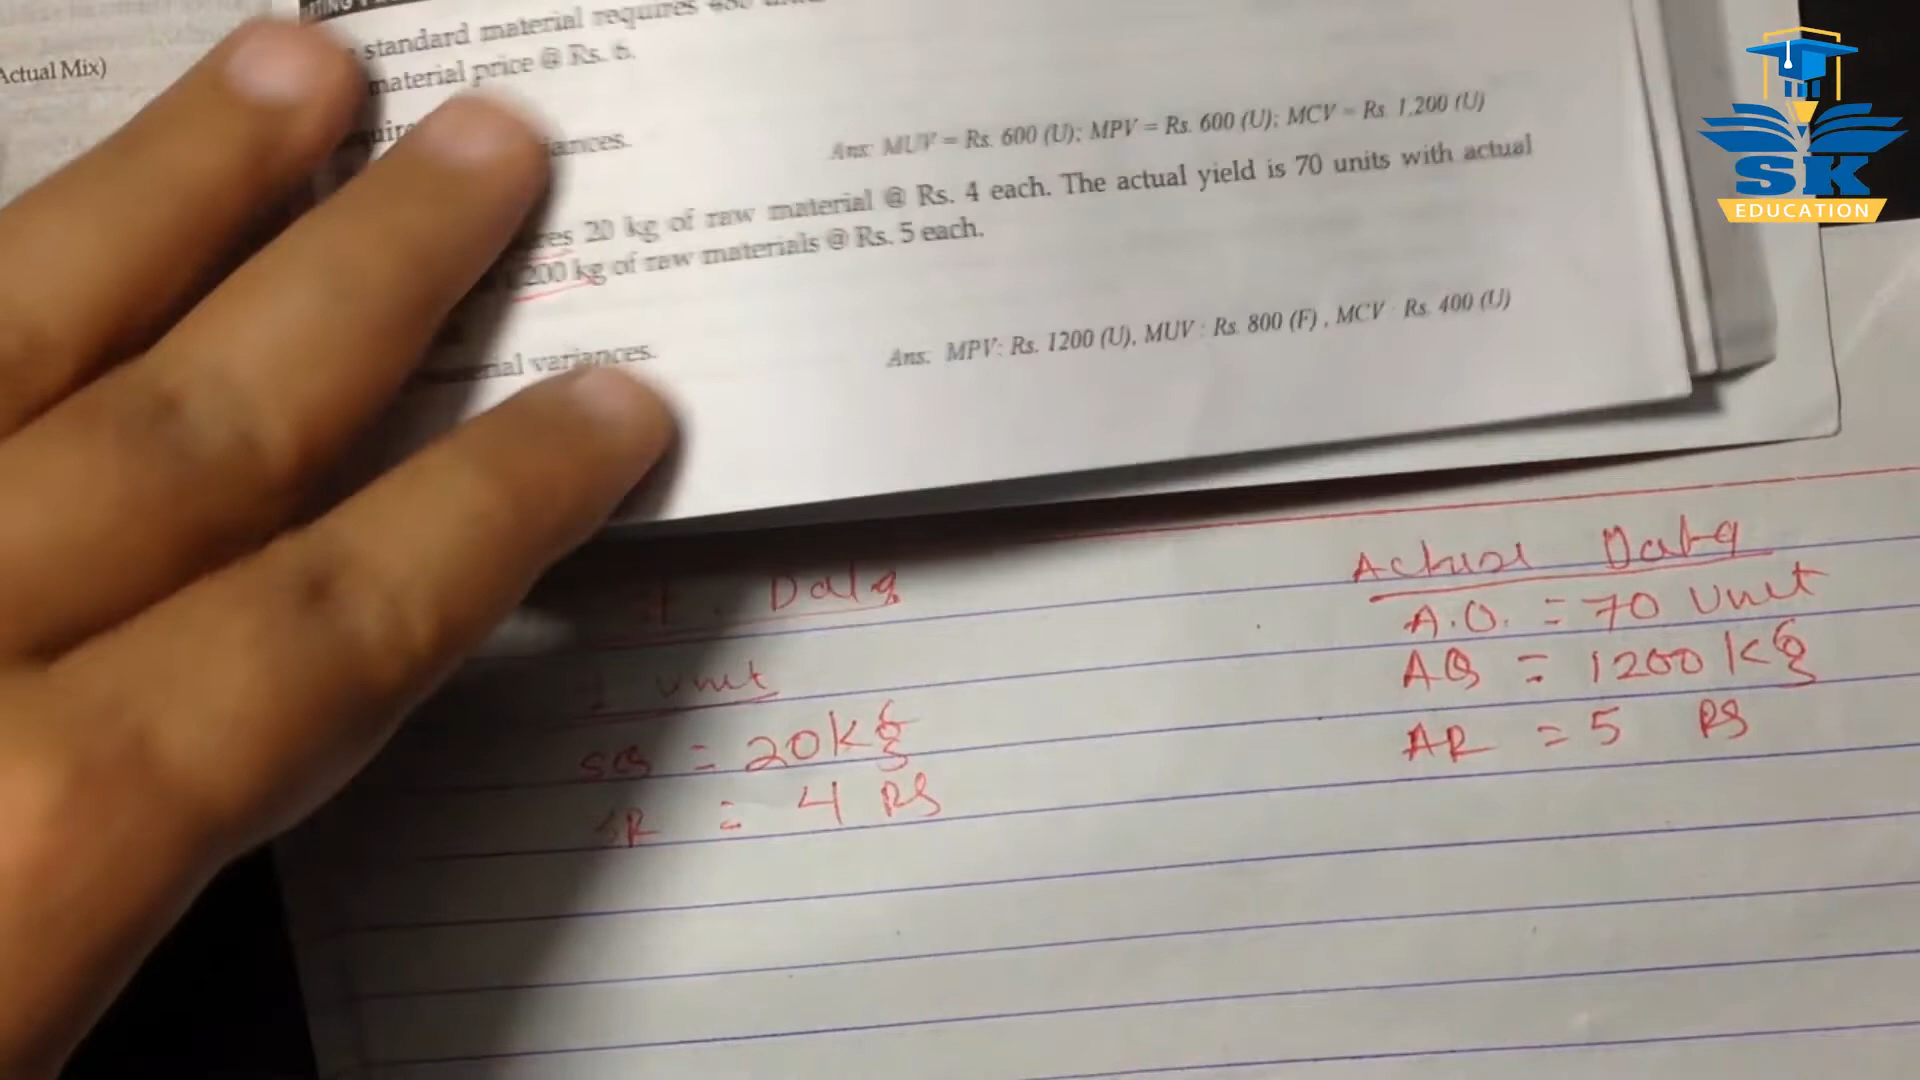 Actual Mix)
standard material requires
material price @ Rs. 6.
Ans: MUV = Rs. 600 (U); MPV = Rs. 600 (U); MCV = Rs. 1,200 (U)
20 kg of raw material @ Rs. 4 each. The actual yield is 70 units with actual
200 kg of raw materials @ Rs. 5 each.
variances.
Ans. MPV: Rs. 1200 (U), MUV : Rs. 800 (F) , MCV : Rs. 400 (U)
SK
EDUCATION
Data
1 unit
SQ = 20kg
SR = 4 RS
Actual Data
A.O. = 70 Unit
AQ = 1200 kg
AR = 5 RS